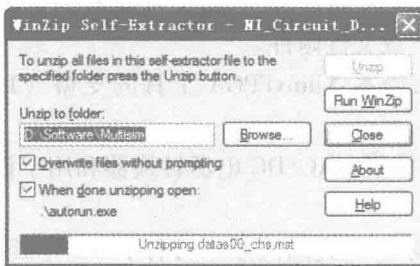 WinZip Self-Extractor - NI_Circuit_D...
To unzip all files in this self-extractor file to the
specified folder press the Unzip button.
Unzip to folder:
D:\Software\Multisim
Browse...
Overwrite files without prompting
When done unzipping open:
.\autorun.exe
Unzip
Run WinZip
Close
About
Help
Unzipping datas00_chs.nst